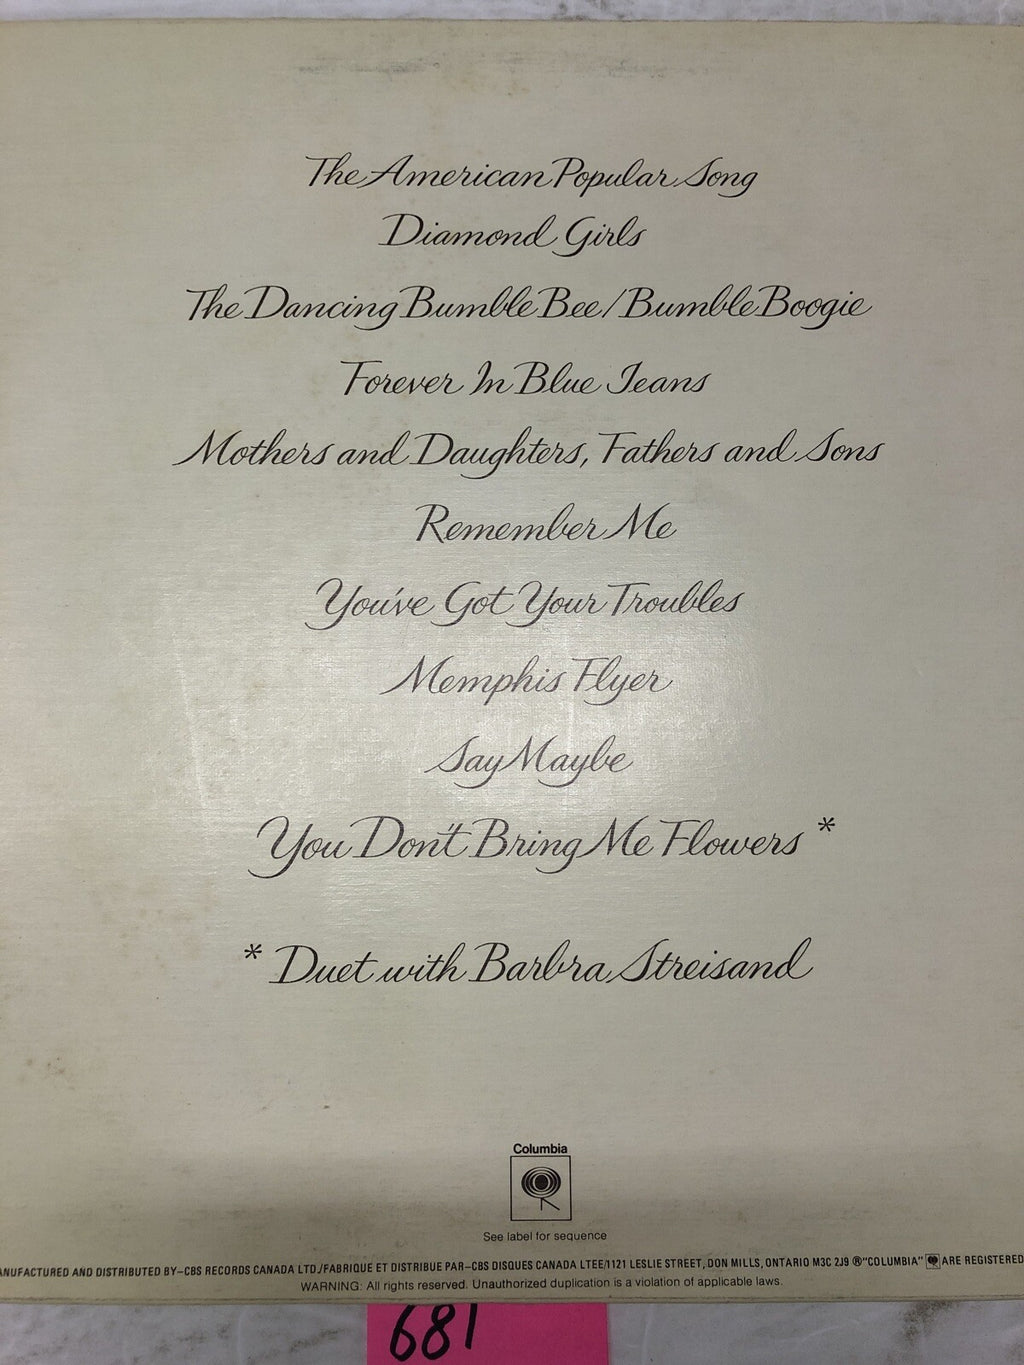 The American Popular Song
Diamond Girls
The Dancing Bumble Bee/Bumble Boogie
Forever In Blue Jeans
Mothers and Daughters, Fathers and Sons
Remember Me
You've Got Your Troubles
Memphis Flyer
Say Maybe
You Don't Bring Me Flowers *
* Duet with Barbra Streisand
Columbia
See label for sequence
ANUFACTURED AND DISTRIBUTED BY–CBS RECORDS CANADA LTD./FABRIQUE ET DISTRIBUE PAR–CBS DISQUES CANADA LTEE/1121 LESLIE STREET, DON MILLS, ONTARIO M3C 2J9 ® "COLUMBIA" ARE REGISTERED
WARNING: All rights reserved. Unauthorized duplication is a violation of applicable laws.
681